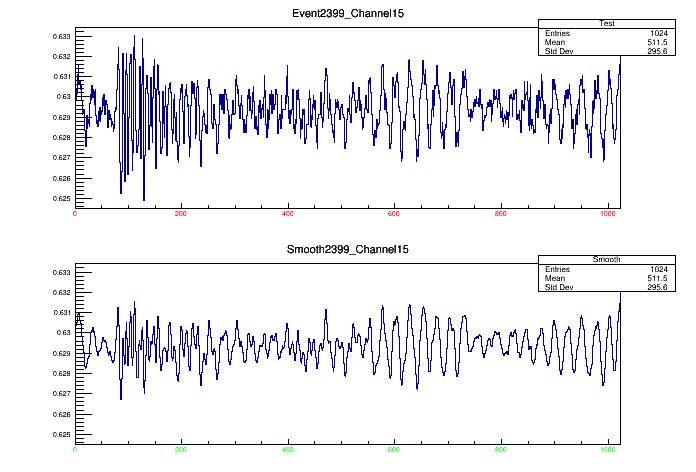 Event2399_Channel15
Test
Entries 1024
Mean 511.5
Std Dev 295.6
0.633
0.632
0.631
0.63
0.629
0.628
0.627
0.626
0.625
0 200 400 600 800 1000
Smooth2399_Channel15
Smooth
Entries 1024
Mean 511.5
Std Dev 295.6
0.633
0.632
0.631
0.63
0.629
0.628
0.627
0.626
0.625
0 200 400 600 800 1000